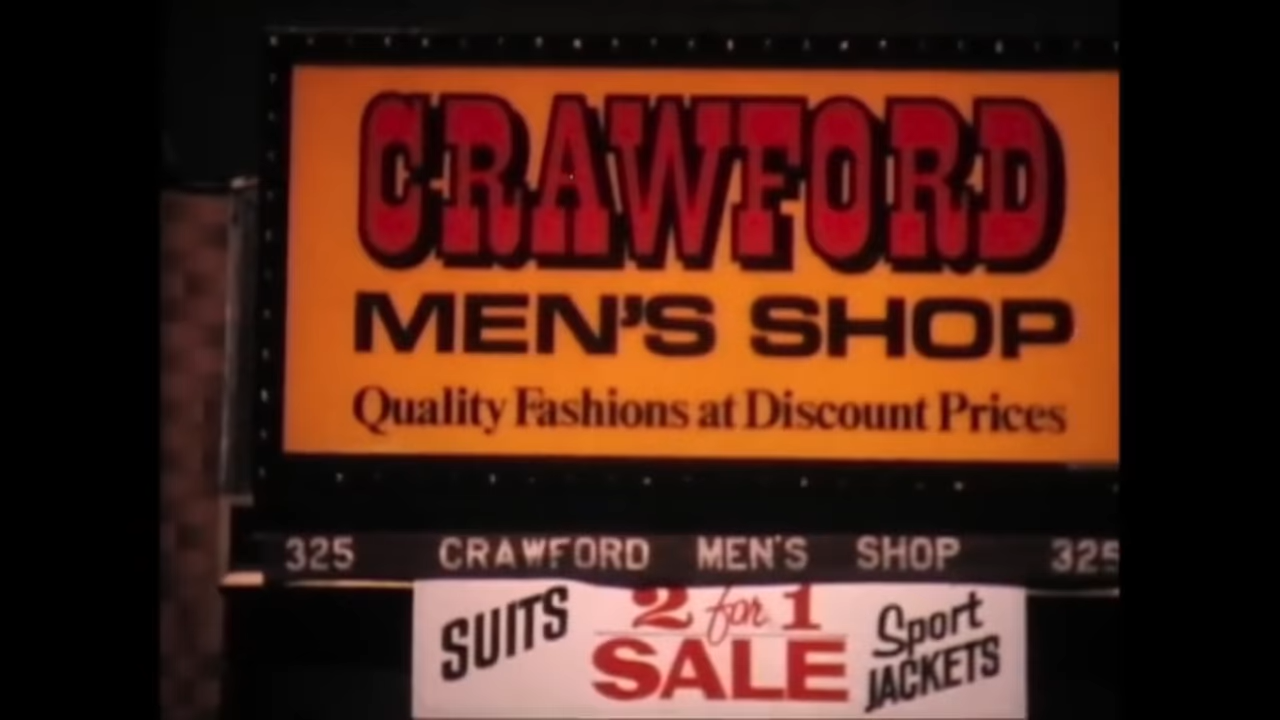 CRAWFORD
MEN'S SHOP
Quality Fashions at Discount Prices
325 CRAWFORD MEN'S SHOP 325
SUITS 2 for 1 SALE Sport JACKETS